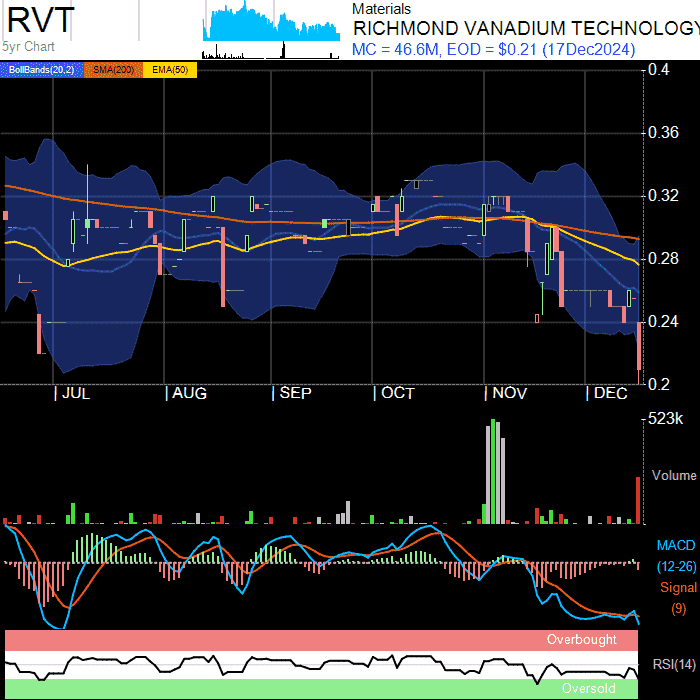 RVT
5yr Chart
Materials
RICHMOND VANADIUM TECHNOLOGY
MC = 46.6M, EOD = $0.21 (17Dec2024)
BollBands(20,2) SMA(200) EMA(50)
0.4
0.36
0.32
0.28
0.24
0.2
JUL AUG SEP OCT NOV DEC
523k
Volume
MACD
(12-26)
Signal
(9)
Overbought
RSI(14)
Oversold